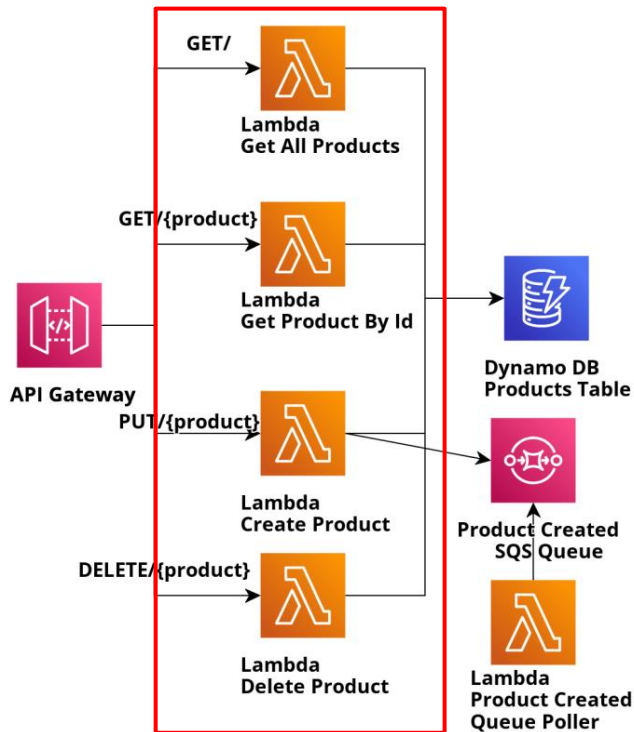 GET/
Lambda
Get All Products
GET/{product}
Lambda
Get Product By Id
API Gateway
Dynamo DB
Products Table
PUT/{product}
Lambda
Create Product
Product Created
SQS Queue
DELETE/{product}
Lambda
Delete Product
Lambda
Product Created
Queue Poller